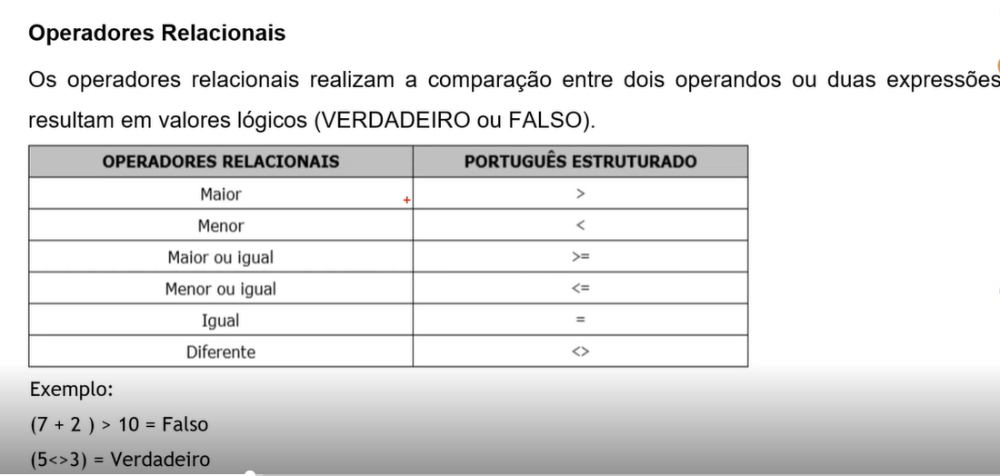 Operadores Relacionais
Os operadores relacionais realizam a comparação entre dois operandos ou duas expressões
resultam em valores lógicos (VERDADEIRO ou FALSO).
OPERADORES RELACIONAIS PORTUGUÊS ESTRUTURADO
Maior >
Menor <
Maior ou igual >=
Menor ou igual <=
Igual =
Diferente <>
Exemplo:
(7 + 2 ) > 10 = Falso
(5<>3) = Verdadeiro